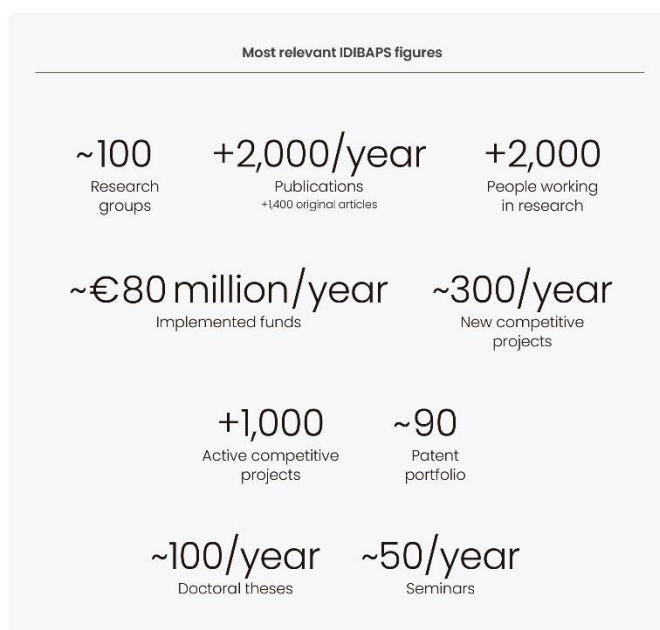 Most relevant IDIBAPS figures
~100
Research
groups
+2,000/year
Publications
+1,400 original articles
+2,000
People working
in research
~€80 million/year
Implemented funds
~300/year
New competitive
projects
+1,000
Active competitive
projects
~90
Patent
portfolio
~100/year
Doctoral theses
~50/year
Seminars